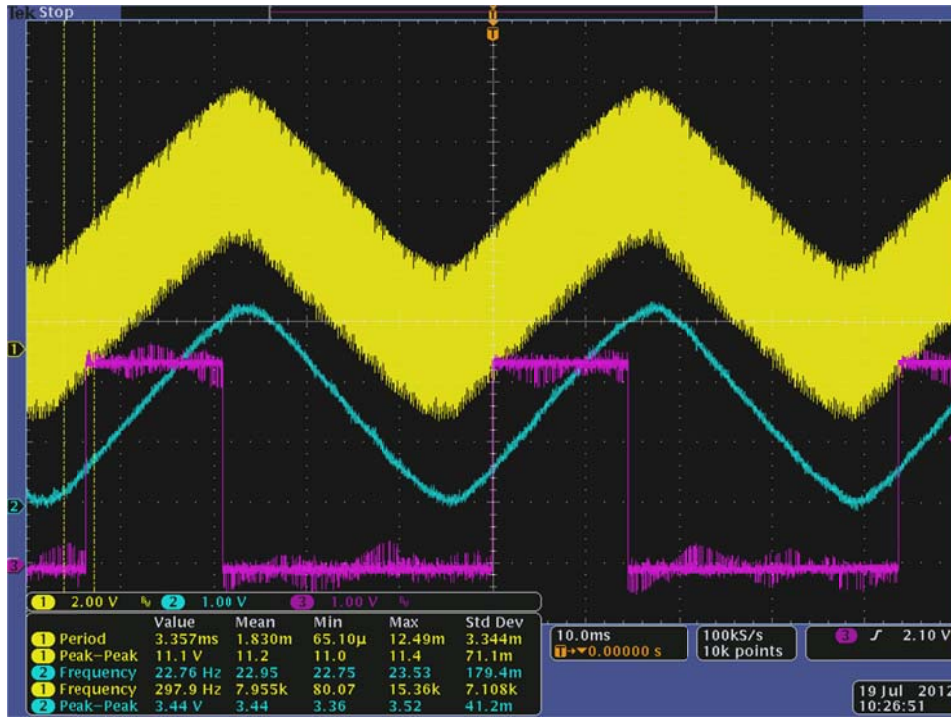 Tek Stop
T
T
1
2
3
1 2.00 V 2 1.00 V 3 1.00 V
Value Mean Min Max Std Dev
1 Period 3.357ms 1.830m 65.10µ 12.49m 3.344m
1 Peak-Peak 11.1 V 11.2 11.0 11.4 71.1m
2 Frequency 22.76 Hz 22.95 22.75 23.53 179.4m
1 Frequency 297.9 Hz 7.955k 80.07 15.36k 7.108k
2 Peak-Peak 3.44 V 3.44 3.36 3.52 41.2m
10.0ms
T→▼0.00000 s
100kS/s
10k points
3 ʃ 2.10 V
19 Jul 2012
10:26:51